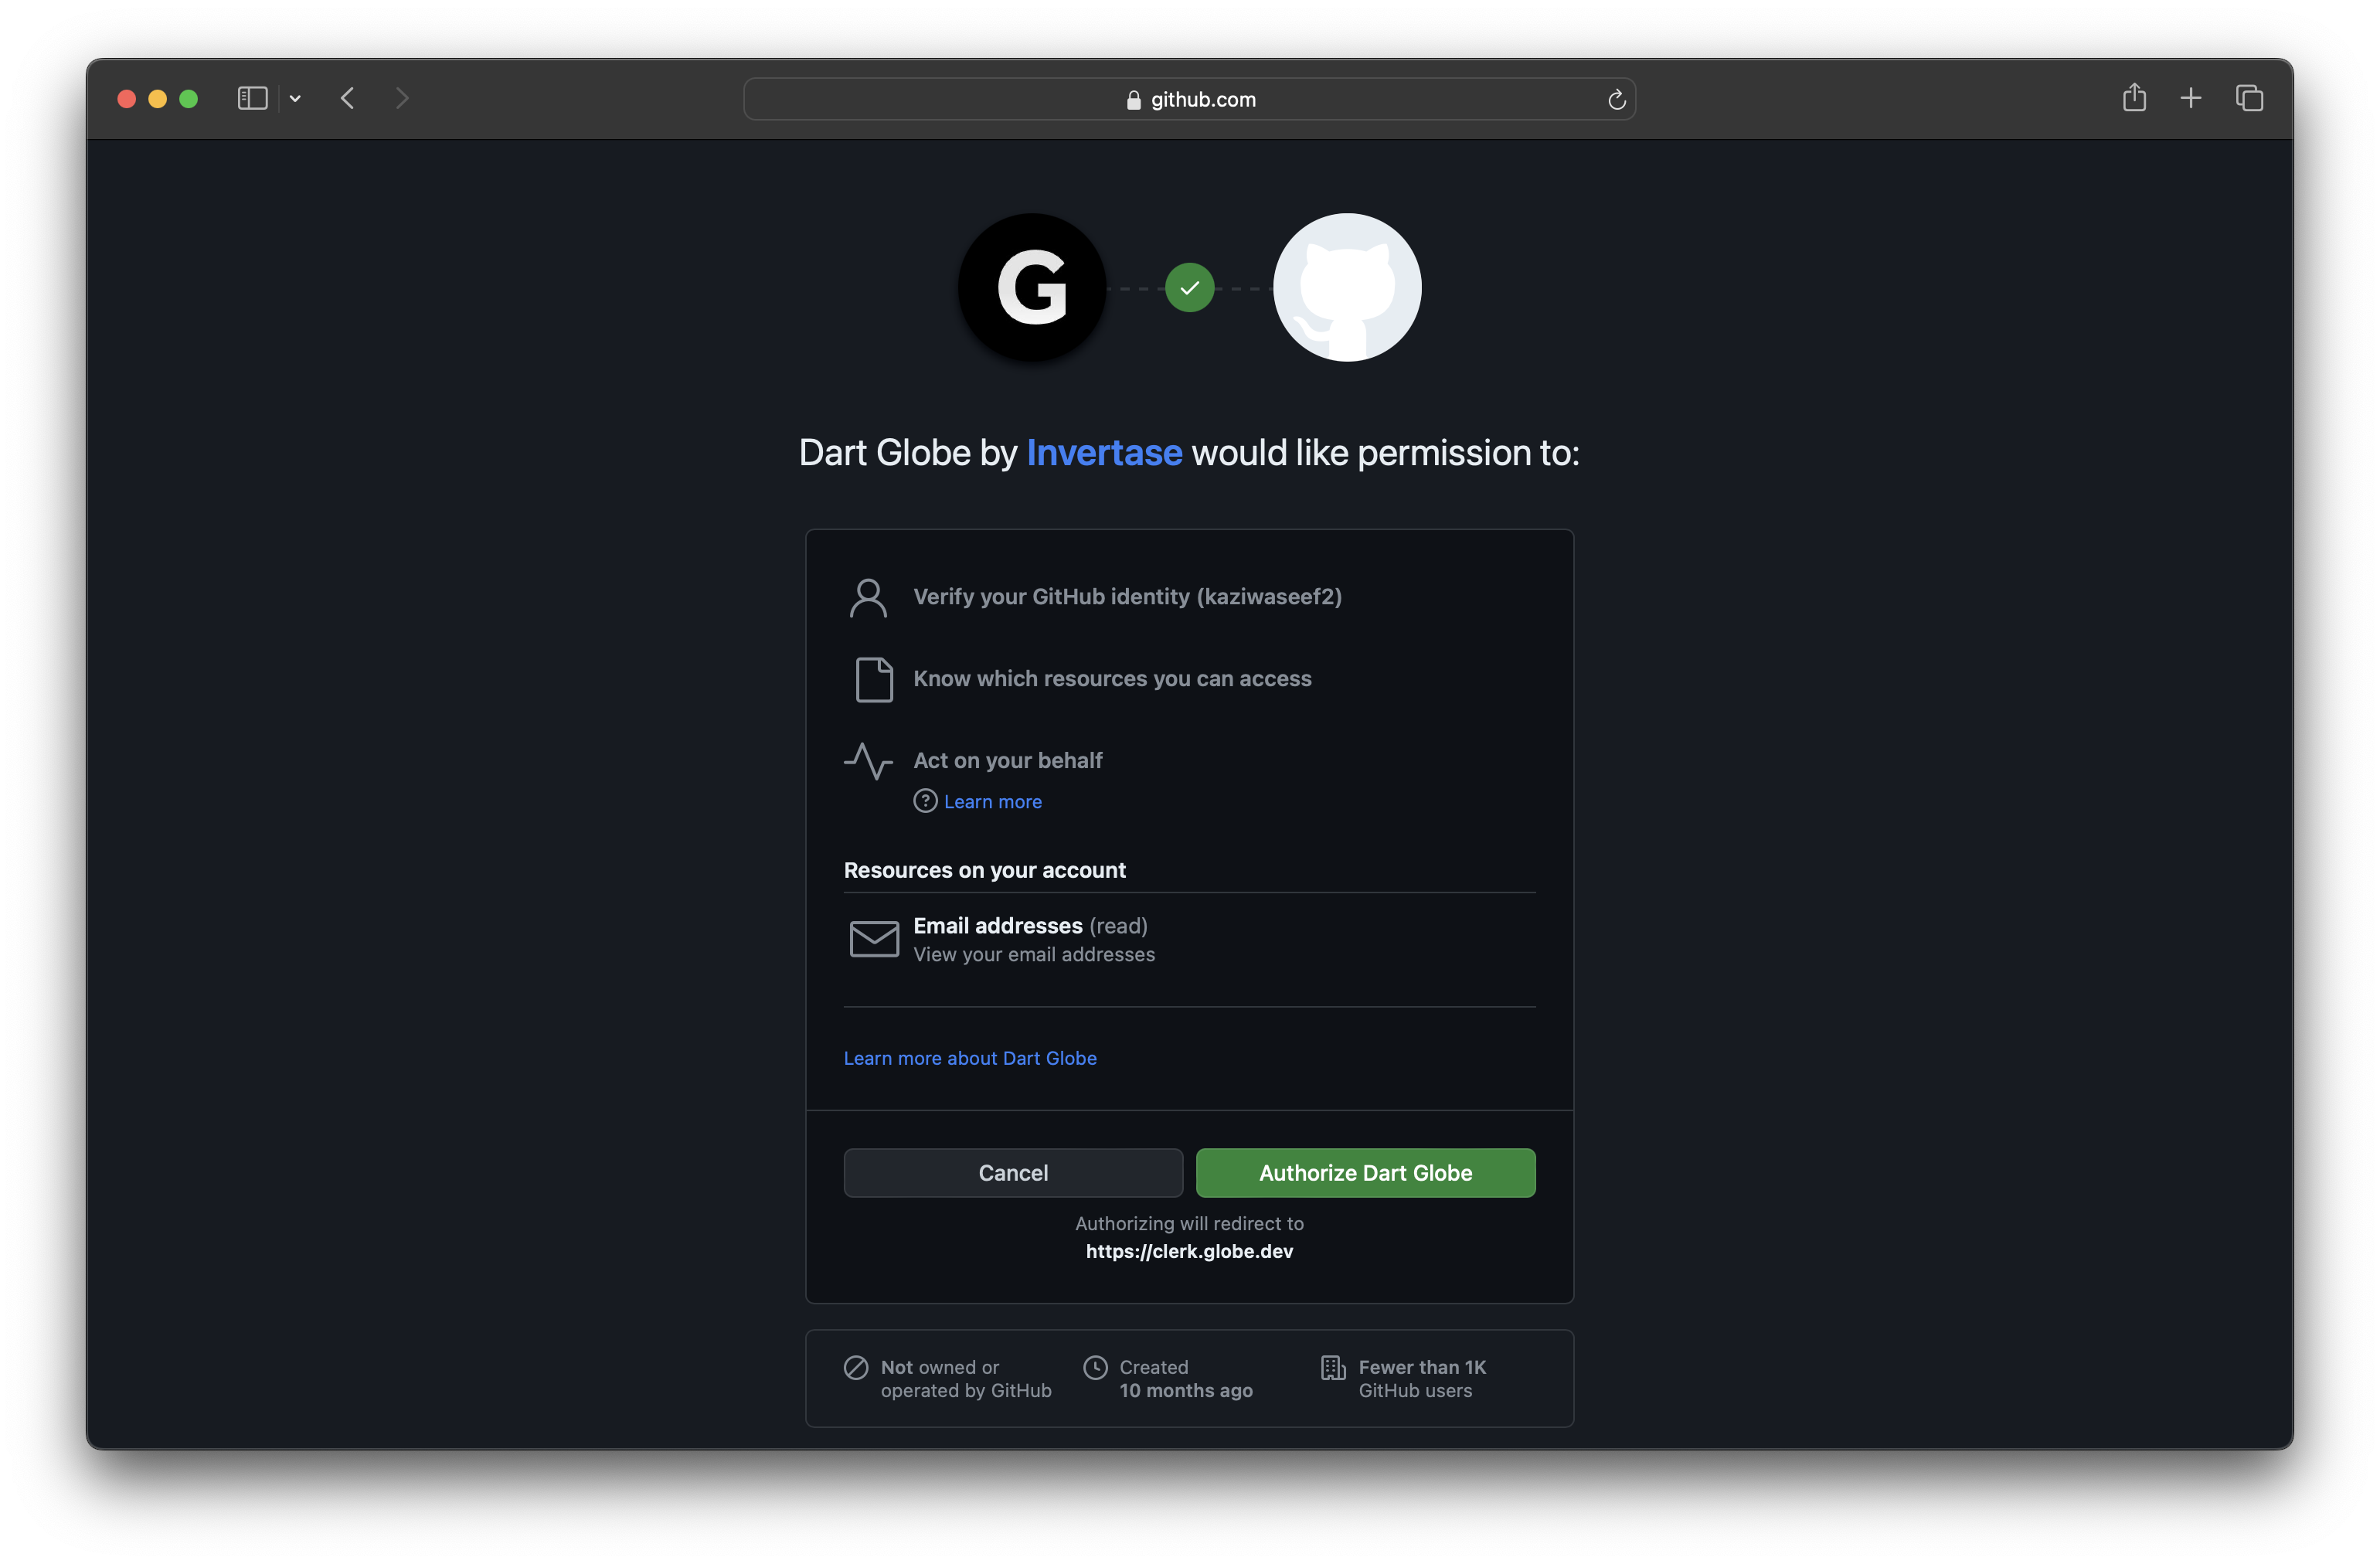 github.com
G
Dart Globe by Invertase would like permission to:
Verify your GitHub identity (kaziwaseef2)
Know which resources you can access
Act on your behalf
? Learn more
Resources on your account
Email addresses (read)
View your email addresses
Learn more about Dart Globe
Cancel
Authorize Dart Globe
Authorizing will redirect to
https://clerk.globe.dev
Not owned or
operated by GitHub
Created
10 months ago
Fewer than 1K
GitHub users